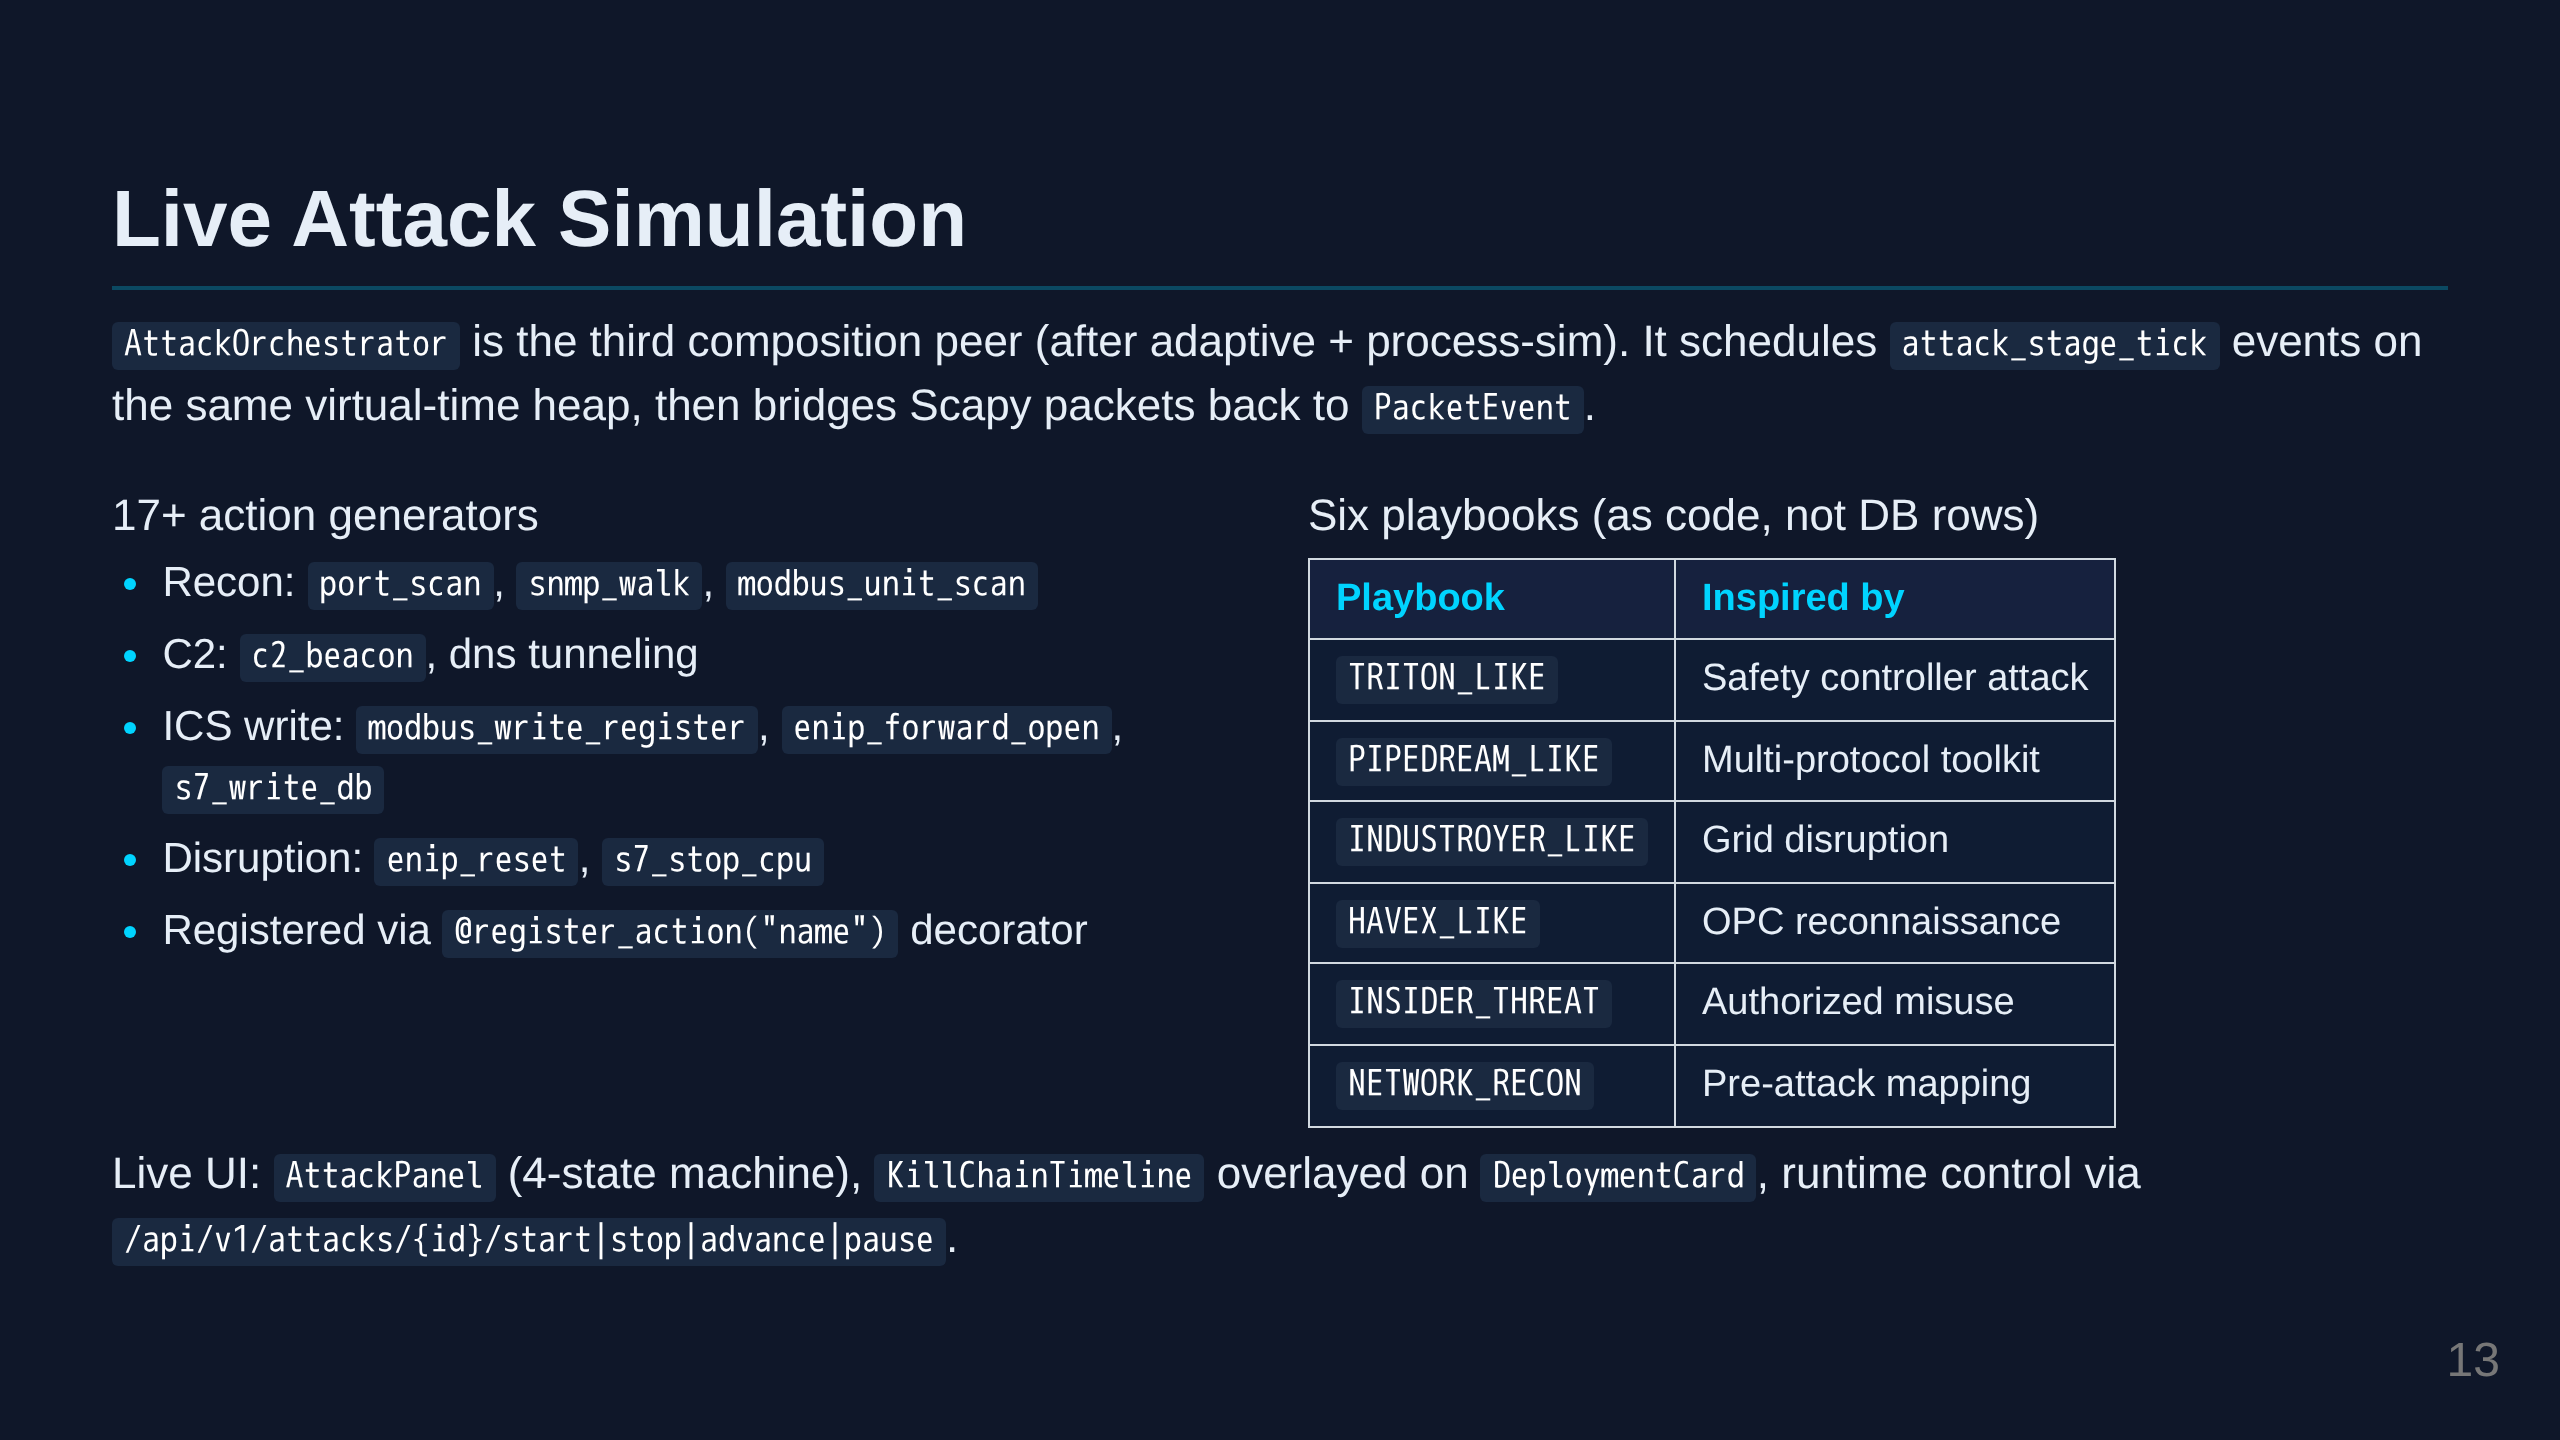 Live Attack Simulation
AttackOrchestrator is the third composition peer (after adaptive + process-sim). It schedules attack_stage_tick events on
the same virtual-time heap, then bridges Scapy packets back to PacketEvent.
17+ action generators
• Recon: port_scan, snmp_walk, modbus_unit_scan
• C2: c2_beacon, dns tunneling
• ICS write: modbus_write_register, enip_forward_open,
s7_write_db
• Disruption: enip_reset, s7_stop_cpu
• Registered via @register_action("name") decorator
Six playbooks (as code, not DB rows)
Playbook Inspired by
TRITON_LIKE Safety controller attack
PIPEDREAM_LIKE Multi-protocol toolkit
INDUSTROYER_LIKE Grid disruption
HAVEX_LIKE OPC reconnaissance
INSIDER_THREAT Authorized misuse
NETWORK_RECON Pre-attack mapping
Live UI: AttackPanel (4-state machine), KillChainTimeline overlayed on DeploymentCard, runtime control via
/api/v1/attacks/{id}/start|stop|advance|pause.
13